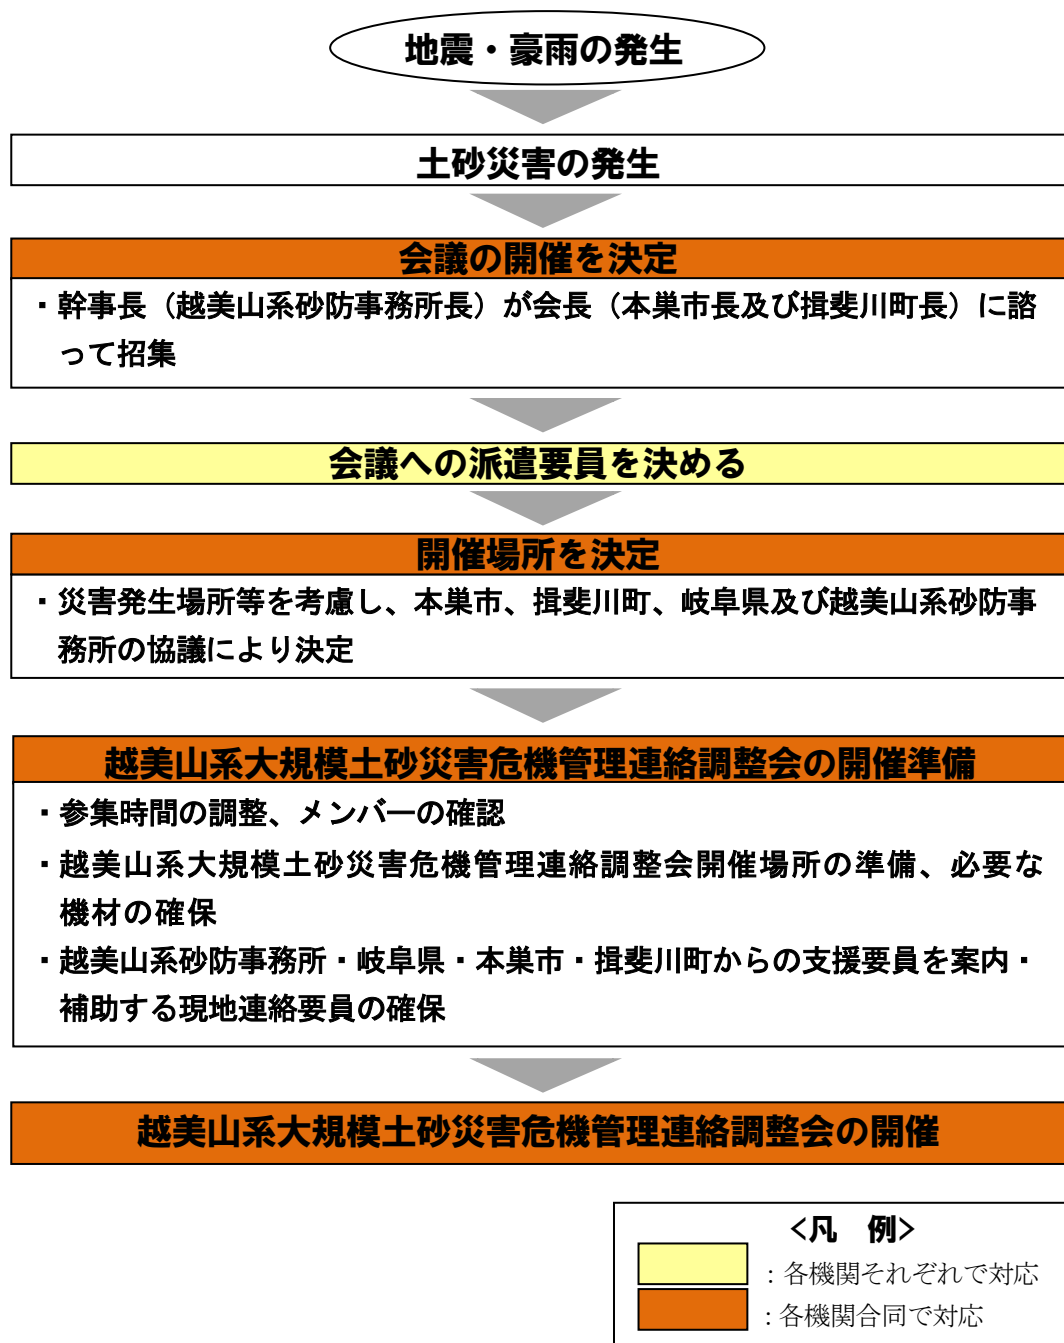 地震・豪雨の発生
土砂災害の発生
会議の開催を決定
・幹事長（越美山系砂防事務所長）が会長（本巣市長及び揖斐川町長）に諮
って招集
会議への派遣要員を決める
開催場所を決定
・災害発生場所等を考慮し、本巣市、揖斐川町、岐阜県及び越美山系砂防事
務所の協議により決定
越美山系大規模土砂災害危機管理連絡調整会の開催準備
・参集時間の調整、メンバーの確認
・越美山系大規模土砂災害危機管理連絡調整会開催場所の準備、必要な
機材の確保
・越美山系砂防事務所・岐阜県・本巣市・揖斐川町からの支援要員を案内・
補助する現地連絡要員の確保
越美山系大規模土砂災害危機管理連絡調整会の開催
<凡　例>
：各機関それぞれで対応
：各機関合同で対応